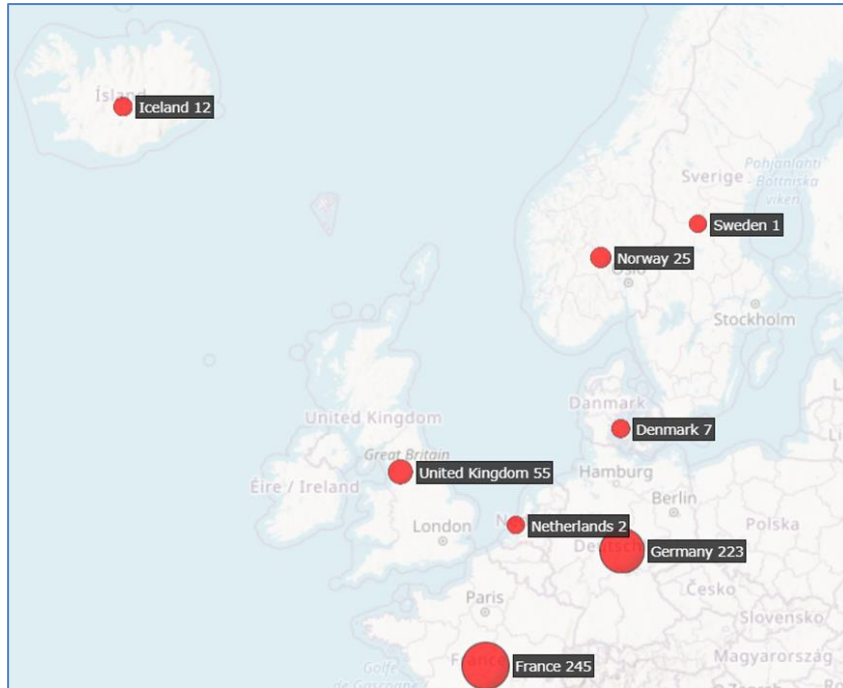 Ísland
Iceland 12
Pohjanlahti
- Bottniska
viken
Sverige
Sweden 1
Norway 25
Oslo
Stockholm
Danmark
Denmark 7
United Kingdom
Great Britain
United Kingdom 55
Éire / Ireland
Hamburg
Berlin
London
Netherlands 2
Polska
Germany 223
Česko
Paris
Slovensko
Magyarország
France 245
Golfe
de Gascogne